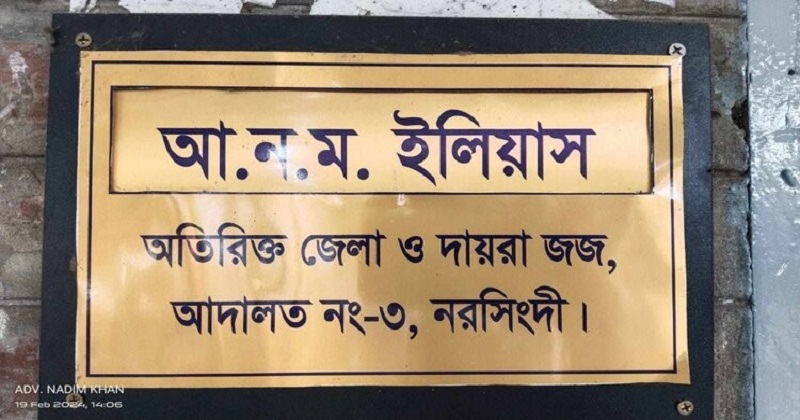 আ.ন.ম. ইলিয়াস
অতিরিক্ত জেলা ও দায়রা জজ,
আদালত নং-৩, নরসিংদী।
ADV. NADIM KHAN
19 Feb 2024, 14:06